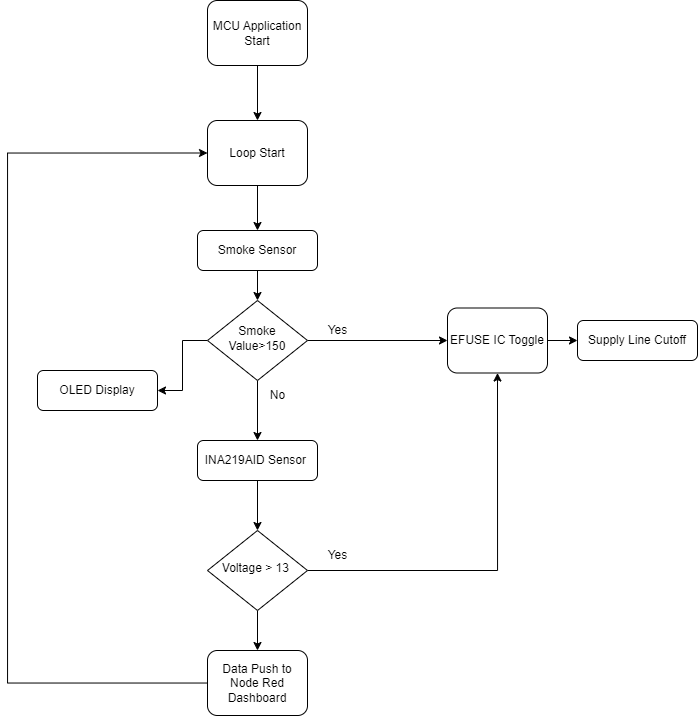 MCU Application
Start
Loop Start
Smoke Sensor
Smoke
Value>150
Yes
EFUSE IC Toggle
Supply Line Cutoff
OLED Display
No
INA219AID Sensor
Yes
Voltage > 13
Data Push to
Node Red
Dashboard